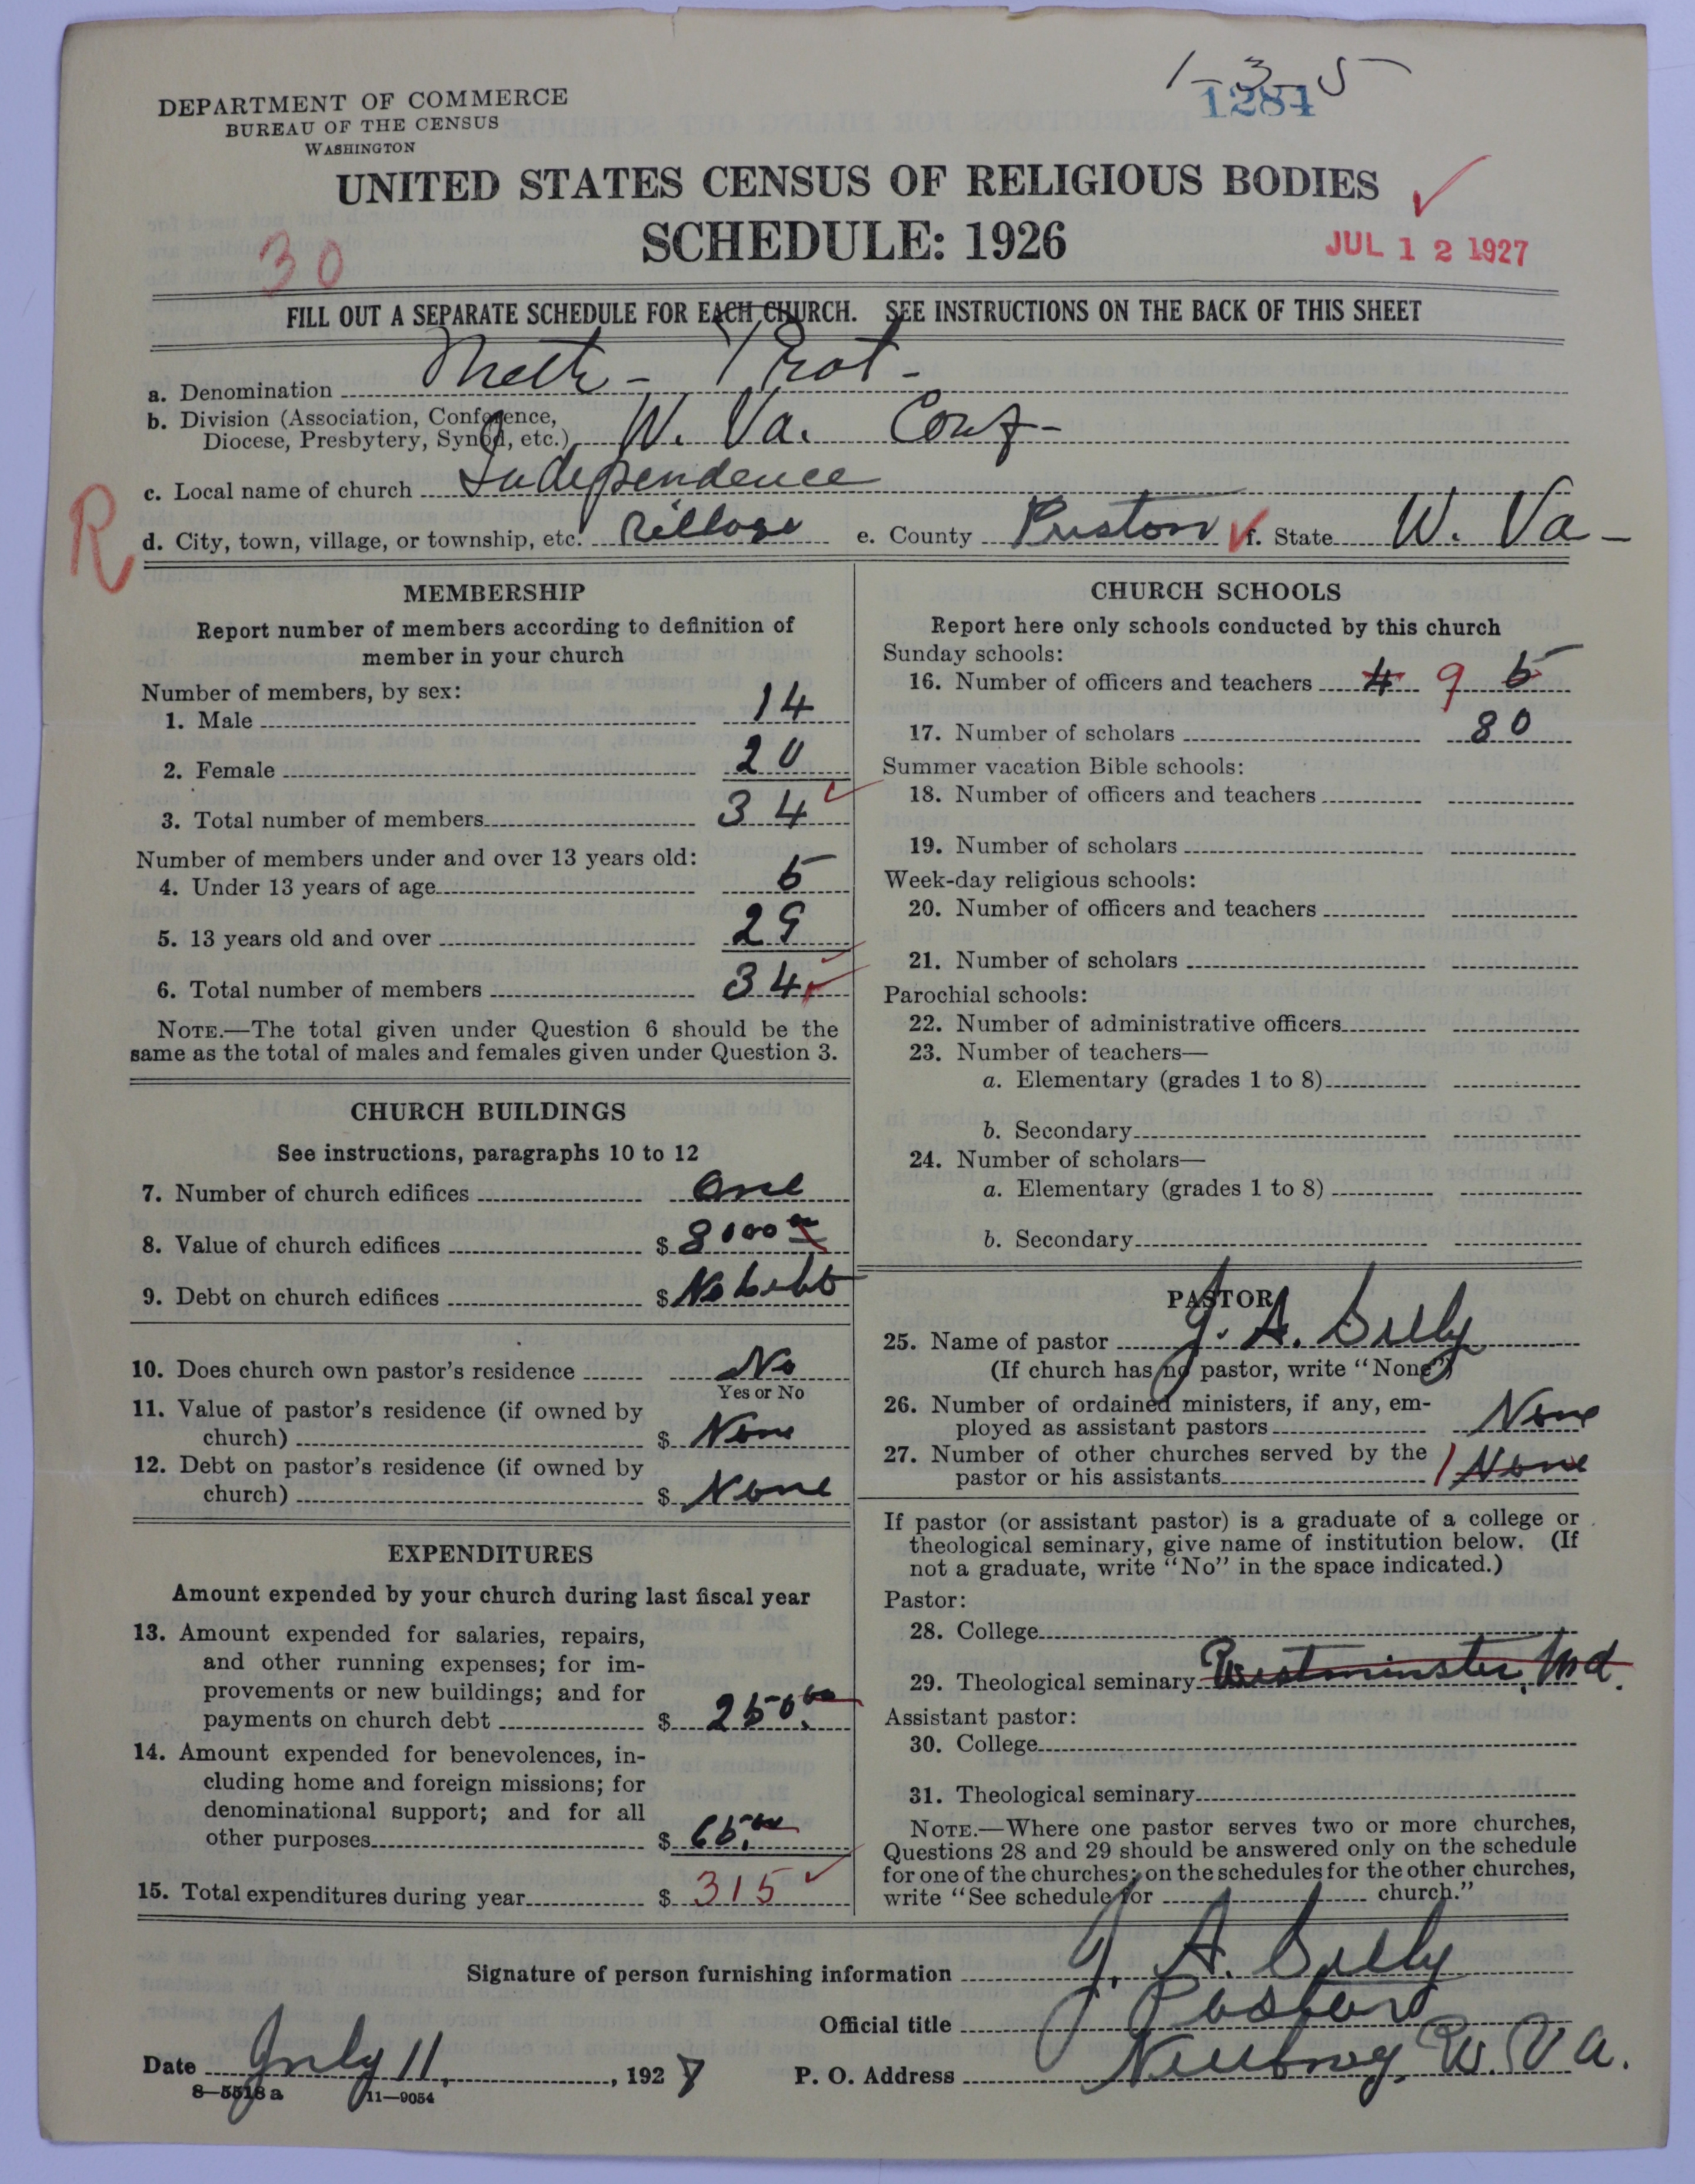 1-3-5
1284
DEPARTMENT OF COMMERCE
BUREAU OF THE CENSUS
WASHINGTON
UNITED STATES CENSUS OF RELIGIOUS BODIES
SCHEDULE: 1926
JUL 12 1927
30
FILL OUT A SEPARATE SCHEDULE FOR EACH CHURCH. SEE INSTRUCTIONS ON THE BACK OF THIS SHEET
a. Denomination Meth- Prot-
b. Division (Association, Conference,
Diocese, Presbytery, Synod, etc.) W. Va. Conf-
c. Local name of church Independence
R
d. City, town, village, or township, etc. Village e. County Preston f. State W. Va-
MEMBERSHIP
Report number of members according to definition of
member in your church
Number of members, by sex:
1. Male 14
2. Female 20
3. Total number of members 34
Number of members under and over 13 years old:
4. Under 13 years of age 5
5. 13 years old and over 29
6. Total number of members 34
NOTE.—The total given under Question 6 should be the
same as the total of males and females given under Question 3.
CHURCH BUILDINGS
See instructions, paragraphs 10 to 12
7. Number of church edifices One
8. Value of church edifices $ 8000 00
9. Debt on church edifices $ No Debt
10. Does church own pastor's residence No
Yes or No
11. Value of pastor's residence (if owned by
church) $ None
12. Debt on pastor's residence (if owned by
church) $ None
EXPENDITURES
Amount expended by your church during last fiscal year
13. Amount expended for salaries, repairs,
and other running expenses; for im-
provements or new buildings; and for
payments on church debt $ 250.00
14. Amount expended for benevolences, in-
cluding home and foreign missions; for
denominational support; and for all
other purposes $ 65.00
15. Total expenditures during year $ 315
CHURCH SCHOOLS
Report here only schools conducted by this church
Sunday schools:
16. Number of officers and teachers 4 9 5
17. Number of scholars 80
Summer vacation Bible schools:
18. Number of officers and teachers
19. Number of scholars
Week-day religious schools:
20. Number of officers and teachers
21. Number of scholars
Parochial schools:
22. Number of administrative officers
23. Number of teachers—
a. Elementary (grades 1 to 8)
b. Secondary
24. Number of scholars—
a. Elementary (grades 1 to 8)
b. Secondary
PASTOR
25. Name of pastor J. A. Selby
(If church has no pastor, write "None")
26. Number of ordained ministers, if any, em-
ployed as assistant pastors None
27. Number of other churches served by the
pastor or his assistants 1 None
If pastor (or assistant pastor) is a graduate of a college or
theological seminary, give name of institution below. (If
not a graduate, write "No" in the space indicated.)
Pastor:
28. College
29. Theological seminary Westminster, Md.
Assistant pastor:
30. College
31. Theological seminary
NOTE.—Where one pastor serves two or more churches,
Questions 28 and 29 should be answered only on the schedule
for one of the churches; on the schedules for the other churches,
write "See schedule for church."
Signature of person furnishing information J. A. Selby
Official title Pastor
Date July 11, 1927 P. O. Address Newburg, W. Va.
8—5518 a 11—9054